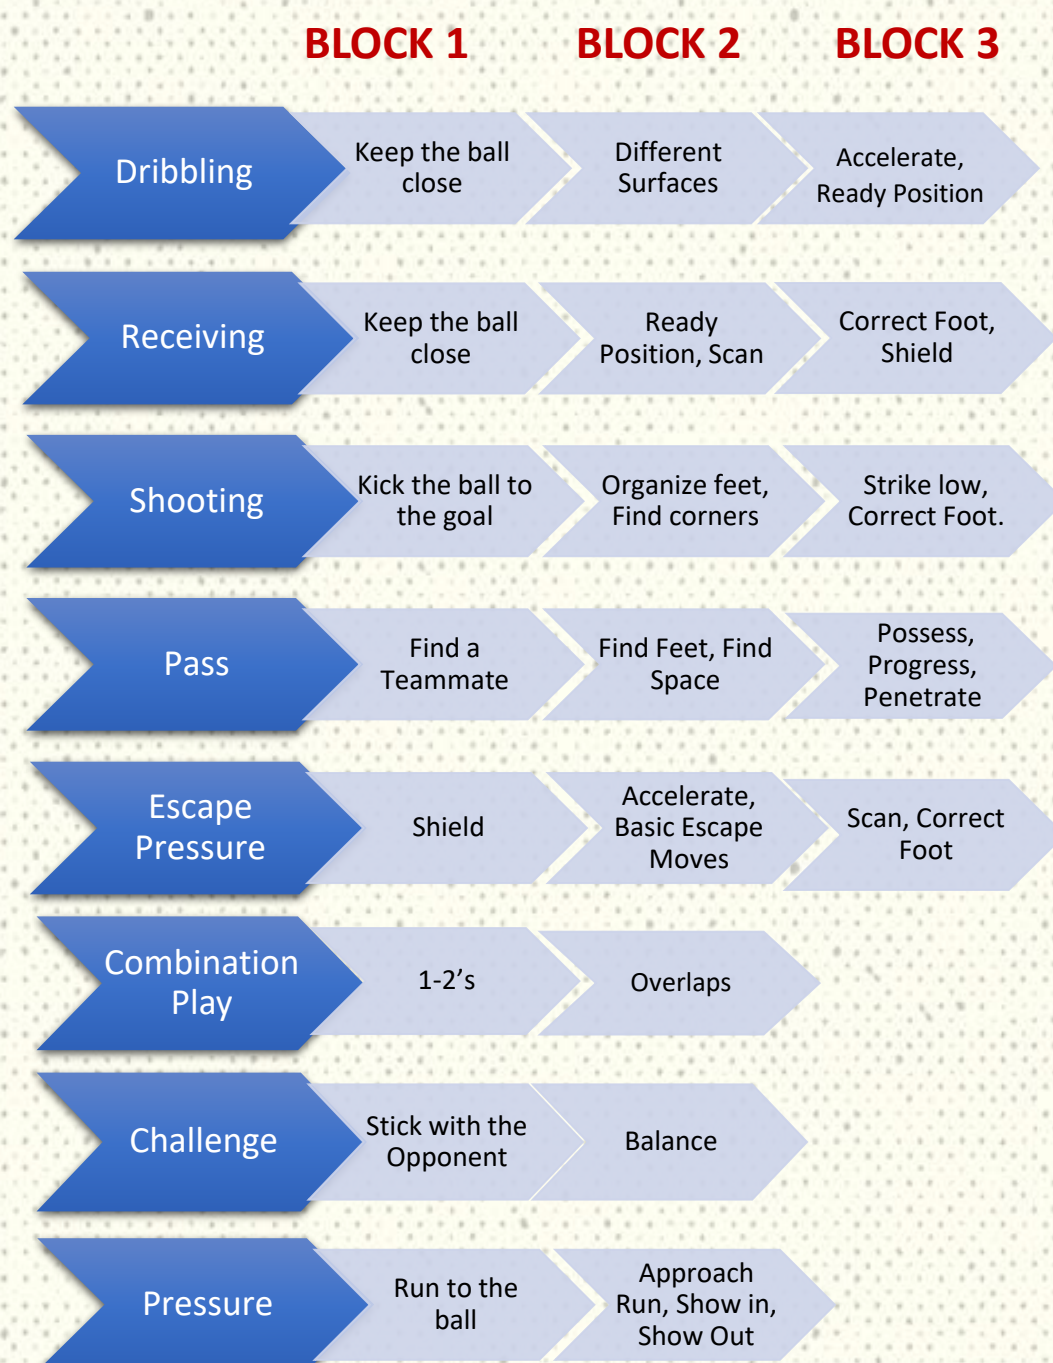 BLOCK 1 BLOCK 2 BLOCK 3
Dribbling
Keep the ball
close
Different
Surfaces
Accelerate,
Ready Position
Receiving
Keep the ball
close
Ready
Position, Scan
Correct Foot,
Shield
Shooting
Kick the ball to
the goal
Organize feet,
Find corners
Strike low,
Correct Foot.
Pass
Find a
Teammate
Find Feet, Find
Space
Possess,
Progress,
Penetrate
Escape
Pressure
Shield
Accelerate,
Basic Escape
Moves
Scan, Correct
Foot
Combination
Play
1-2’s
Overlaps
Challenge
Stick with the
Opponent
Balance
Pressure
Run to the
ball
Approach
Run, Show in,
Show Out